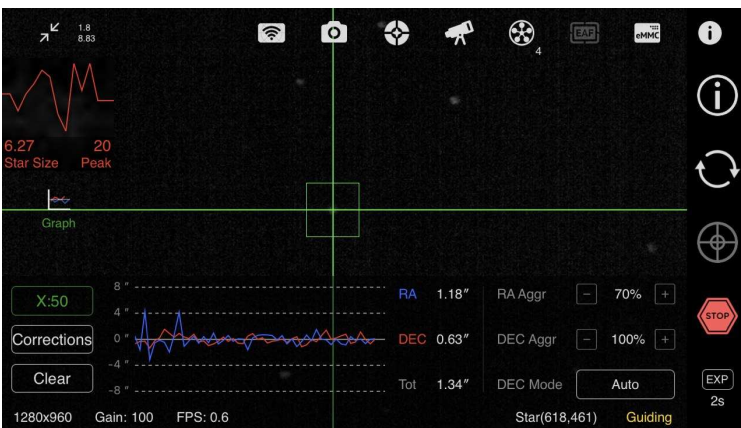 1.8
8.83
4
EAF
eMMC
6.27 20
Star Size Peak
Graph
X:50
Corrections
Clear
8 "
4 "
0 "
-4 "
-8 "
RA 1.18"
DEC 0.63"
Tot 1.34"
RA Aggr - 70% +
DEC Aggr - 100% +
DEC Mode Auto
STOP
EXP
2s
1280x960 Gain: 100 FPS: 0.6 Star(618,461) Guiding